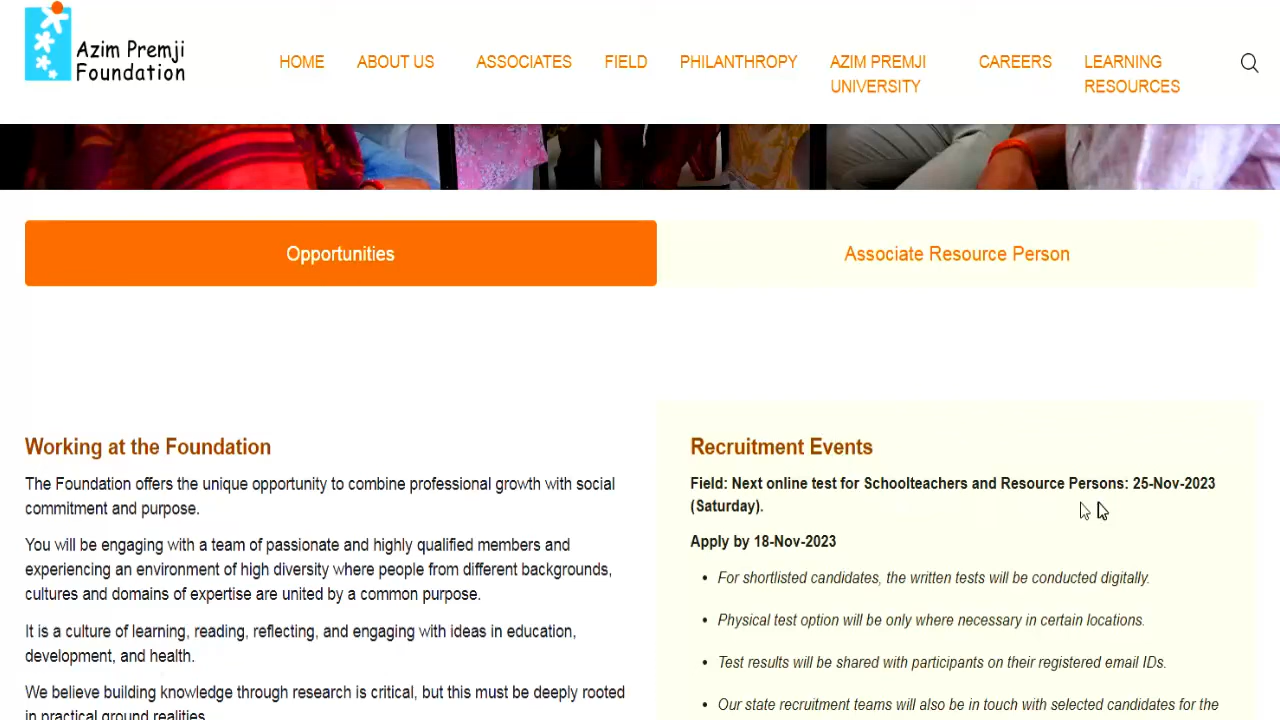 Azim Premji
Foundation
HOME
ABOUT US
ASSOCIATES
FIELD
PHILANTHROPY
AZIM PREMJI
UNIVERSITY
CAREERS
LEARNING
RESOURCES
Opportunities
Associate Resource Person
Working at the Foundation
The Foundation offers the unique opportunity to combine professional growth with social
commitment and purpose.
You will be engaging with a team of passionate and highly qualified members and
experiencing an environment of high diversity where people from different backgrounds,
cultures and domains of expertise are united by a common purpose.
It is a culture of learning, reading, reflecting, and engaging with ideas in education,
development, and health.
We believe building knowledge through research is critical, but this must be deeply rooted
in practical ground realities.
Recruitment Events
Field: Next online test for Schoolteachers and Resource Persons: 25-Nov-2023
(Saturday).
Apply by 18-Nov-2023
• For shortlisted candidates, the written tests will be conducted digitally.
• Physical test option will be only where necessary in certain locations.
• Test results will be shared with participants on their registered email IDs.
• Our state recruitment teams will also be in touch with selected candidates for the